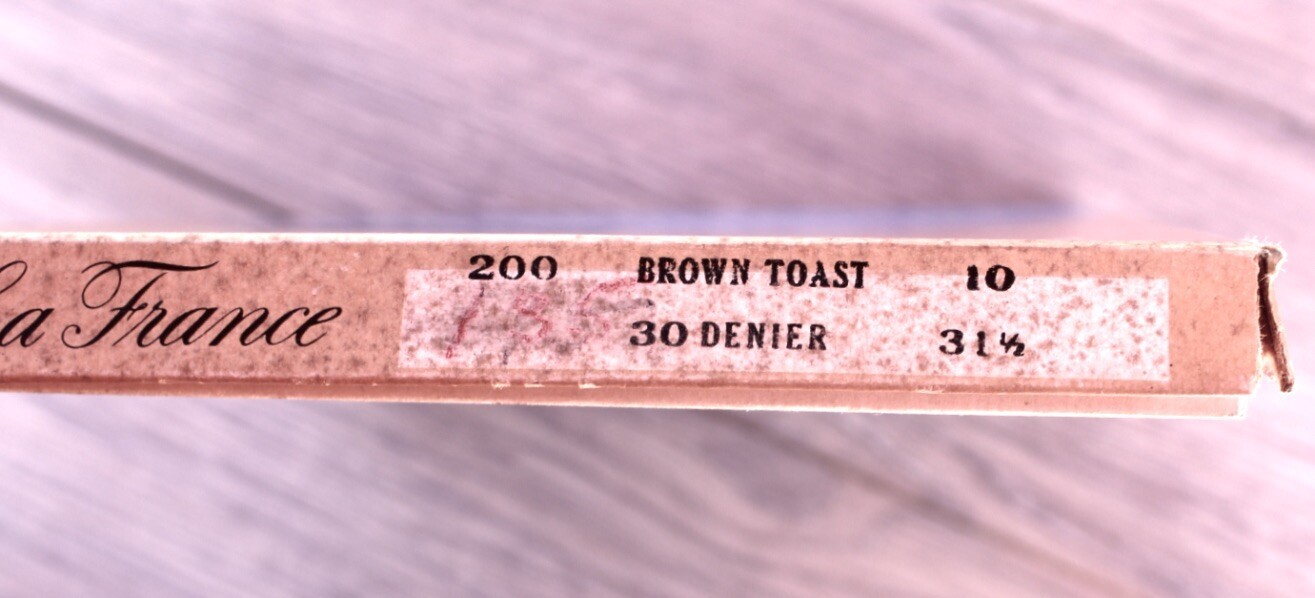 La France
200 BROWN TOAST 10
30 DENIER 31½